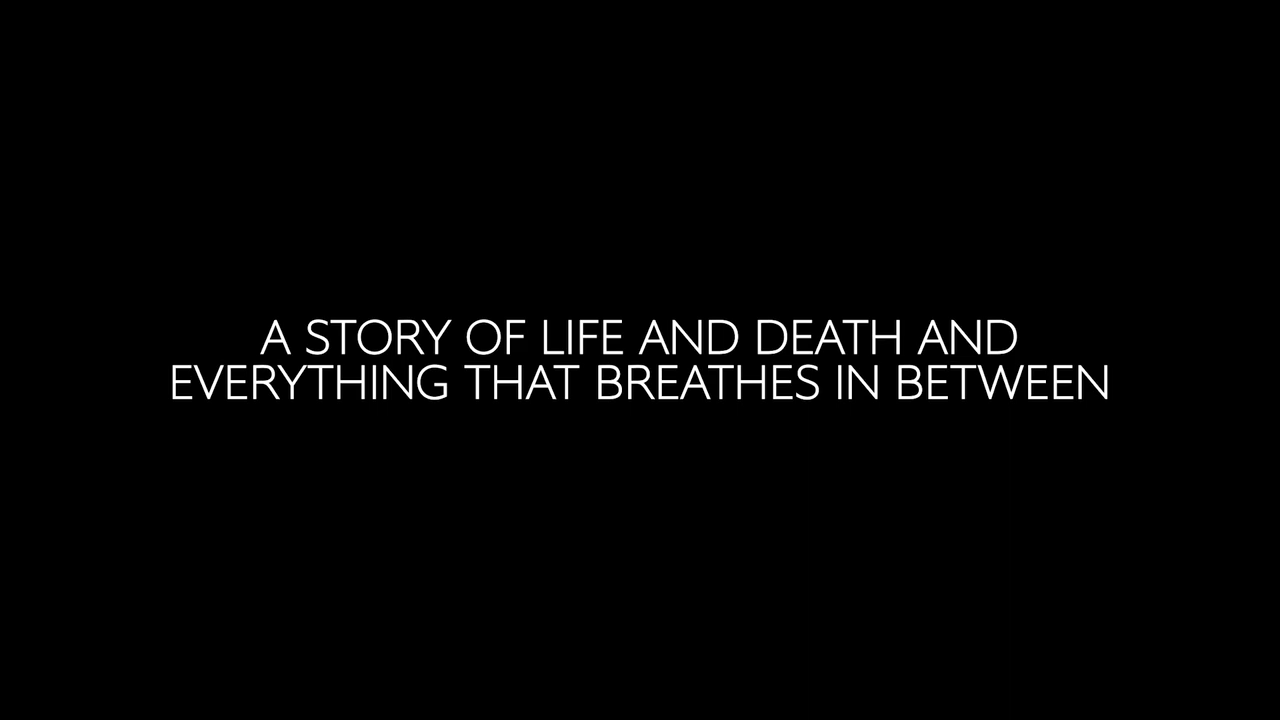 A STORY OF LIFE AND DEATH AND
EVERYTHING THAT BREATHES IN BETWEEN